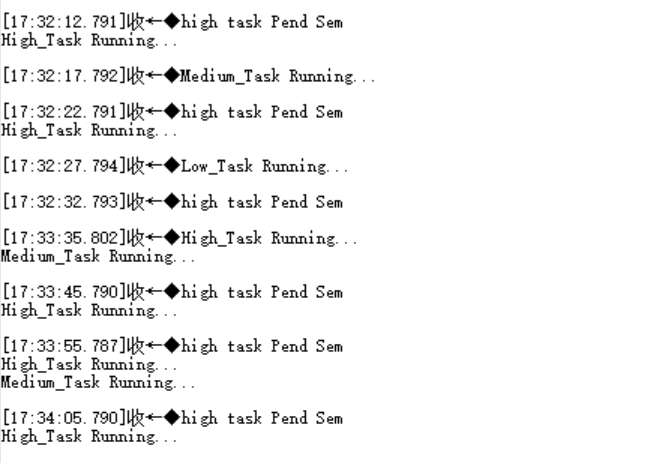 [17:32:12.791]收←◆high task Pend Sem
High_Task Running...
[17:32:17.792]收←◆Medium_Task Running...
[17:32:22.791]收←◆high task Pend Sem
High_Task Running...
[17:32:27.794]收←◆Low_Task Running...
[17:32:32.793]收←◆high task Pend Sem
[17:33:35.802]收←◆High_Task Running...
Medium_Task Running...
[17:33:45.790]收←◆high task Pend Sem
High_Task Running...
[17:33:55.787]收←◆high task Pend Sem
High_Task Running...
Medium_Task Running...
[17:34:05.790]收←◆high task Pend Sem
High_Task Running...